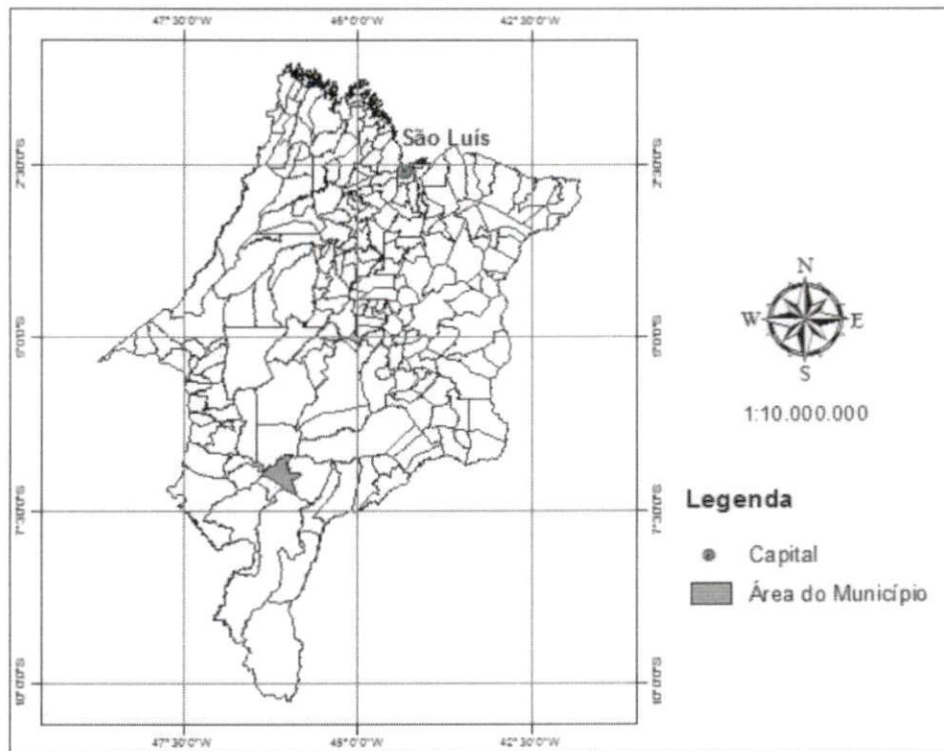 47°30'0"W 45°0'0"W 42°30'0"W
São Luís
2°30'0"S 2°30'0"S
N
W E
S
5°0'0"S 5°0'0"S
1:10.000.000
7°30'0"S 7°30'0"S
Legenda
Capital
Área do Município
10°0'0"S 10°0'0"S
47°30'0"W 45°0'0"W 42°30'0"W